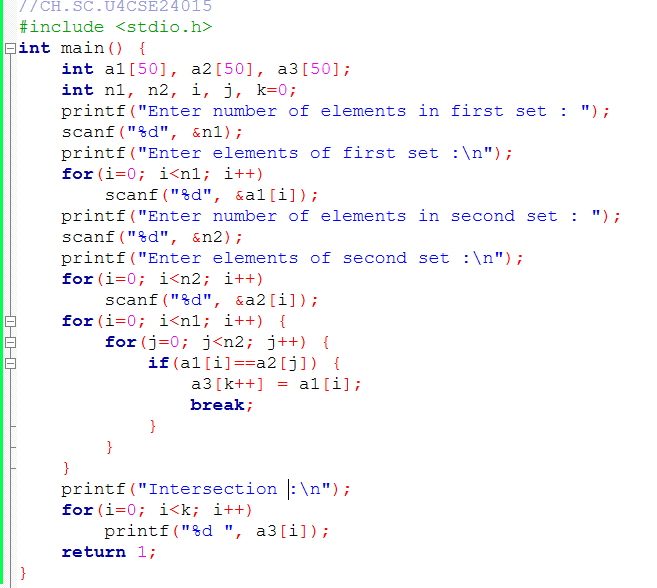 //CH.SC.U4CSE24015
#include <stdio.h>
int main() {
    int a1[50], a2[50], a3[50];
    int n1, n2, i, j, k=0;
    printf("Enter number of elements in first set : ");
    scanf("%d", &n1);
    printf("Enter elements of first set :\n");
    for(i=0; i<n1; i++)
        scanf("%d", &a1[i]);
    printf("Enter number of elements in second set : ");
    scanf("%d", &n2);
    printf("Enter elements of second set :\n");
    for(i=0; i<n2; i++)
        scanf("%d", &a2[i]);
    for(i=0; i<n1; i++) {
        for(j=0; j<n2; j++) {
            if(a1[i]==a2[j]) {
                a3[k++] = a1[i];
                break;
            }
        }
    }
    printf("Intersection :\n");
    for(i=0; i<k; i++)
        printf("%d ", a3[i]);
    return 1;
}